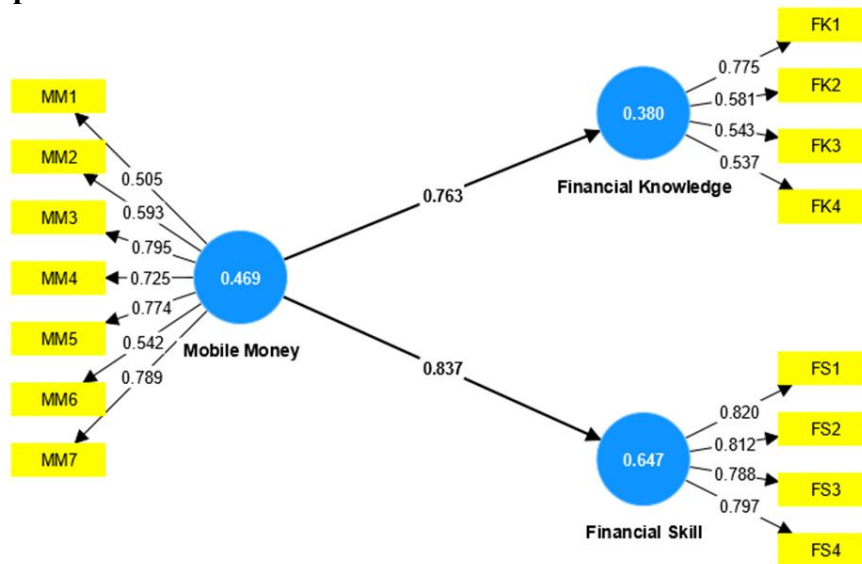 FK1
FK2
FK3
FK4
0.775
0.581
0.543
0.537
0.380
Financial Knowledge
MM1
MM2
MM3
MM4
MM5
MM6
MM7
0.505
0.593
0.795
0.725
0.774
0.542
0.789
0.469
Mobile Money
0.763
0.837
FS1
FS2
FS3
FS4
0.820
0.812
0.788
0.797
0.647
Financial Skill